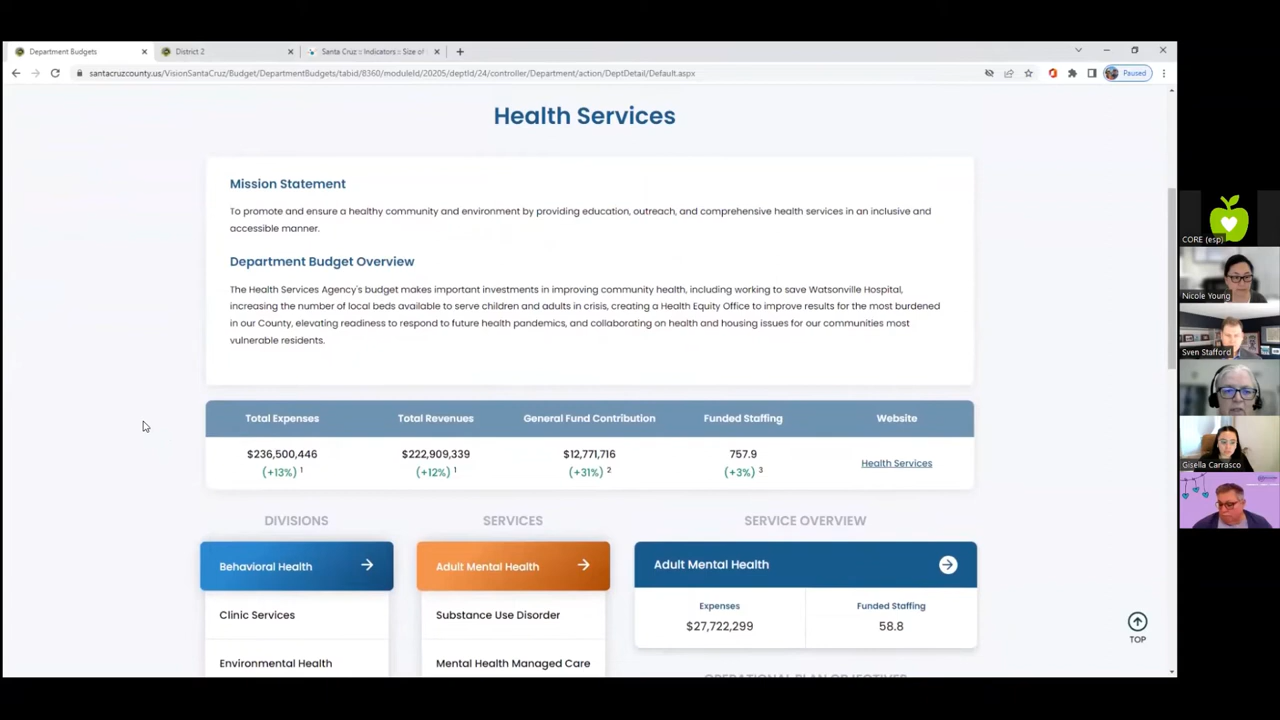 Department Budgets
District 2
Santa Cruz :: Indicators :: Size of
Paused
santacruzcounty.us/VisionSantaCruz/Budget/DepartmentBudgets/tabid/8360/moduleId/20205/deptId/24/controller/Department/action/DeptDetail/Default.aspx
Health Services
Mission Statement
To promote and ensure a healthy community and environment by providing education, outreach, and comprehensive health services in an inclusive and
accessible manner.
Department Budget Overview
The Health Services Agency's budget makes important investments in improving community health, including working to save Watsonville Hospital,
increasing the number of local beds available to serve children and adults in crisis, creating a Health Equity Office to improve results for the most burdened
in our County, elevating readiness to respond to future health pandemics, and collaborating on health and housing issues for our communities most
vulnerable residents.
Total Expenses Total Revenues General Fund Contribution Funded Staffing Website
$236,500,446 $222,909,339 $12,771,716 757.9 Health Services
(+13%) 1 (+12%) 1 (+31%) 2 (+3%) 3
DIVISIONS SERVICES SERVICE OVERVIEW
Behavioral Health Adult Mental Health Adult Mental Health
Expenses Funded Staffing
Clinic Services Substance Use Disorder $27,722,299 58.8
Environmental Health Mental Health Managed Care
OPERATIONAL PLAN OBJECTIVES
TOP
CORE (esp)
Nicole Young
Sven Stafford
Gisella Carrasco